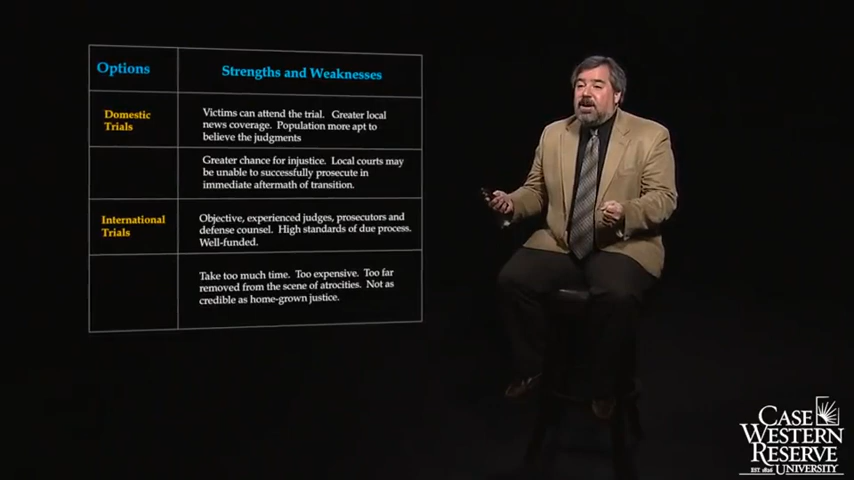 Options
Strengths and Weaknesses
Domestic
Trials
Victims can attend the trial. Greater local
news coverage. Population more apt to
believe the judgments
Greater chance for injustice. Local courts may
be unable to successfully prosecute in
immediate aftermath of transition.
International
Trials
Objective, experienced judges, prosecutors and
defense counsel. High standards of due process.
Well-funded.
Take too much time. Too expensive. Too far
removed from the scene of atrocities. Not as
credible as home-grown justice.
CASE
WESTERN
RESERVE
EST. 1826 UNIVERSITY